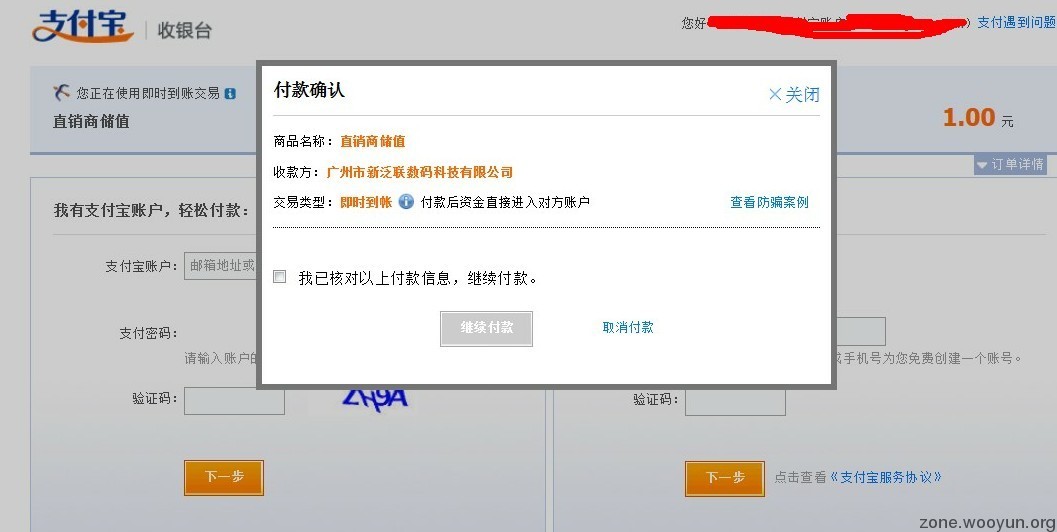 支付宝 收银台
您好
支付遇到问题
您正在使用即时到账交易
直销商储值
1.00 元
订单详情
付款确认
×关闭
商品名称：直销商储值
收款方：广州市新泛联数码科技有限公司
交易类型：即时到帐 付款后资金直接进入对方账户
查看防骗案例
我已核对以上付款信息，继续付款。
继续付款
取消付款
我有支付宝账户，轻松付款：
支付宝账户：
邮箱地址或
支付密码：
请输入账户的
验证码：
下一步
或手机号为您免费创建一个账号。
验证码：
下一步
点击查看《支付宝服务协议》
zone.wooyun.org